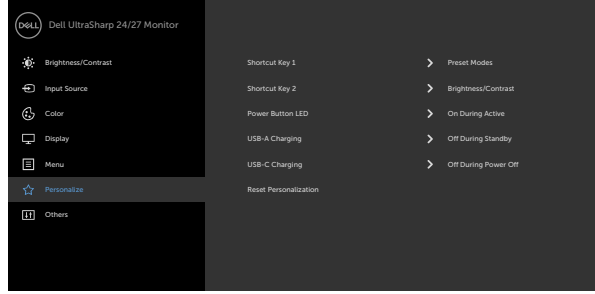 DELL Dell UltraSharp 24/27 Monitor
Brightness/Contrast
Input Source
Color
Display
Menu
Personalize
Others
Shortcut Key 1 Preset Modes
Shortcut Key 2 Brightness/Contrast
Power Button LED On During Active
USB-A Charging Off During Standby
USB-C Charging Off During Power Off
Reset Personalization